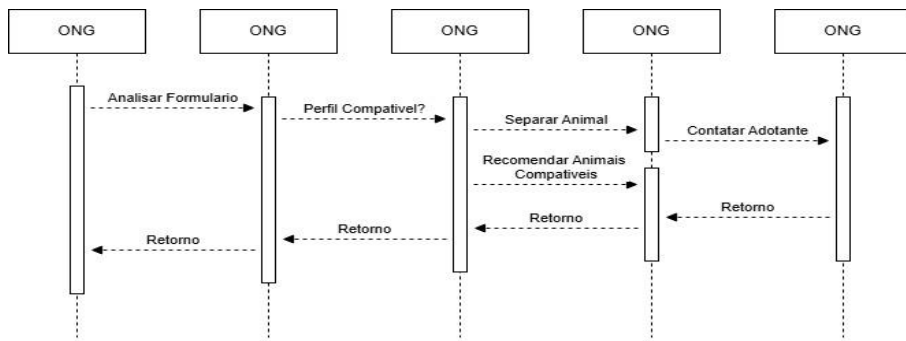 ONG
ONG
ONG
ONG
ONG
Analisar Formulario
Perfil Compativel?
Separar Animal
Contatar Adotante
Recomendar Animais
Compativeis
Retorno
Retorno
Retorno
Retorno